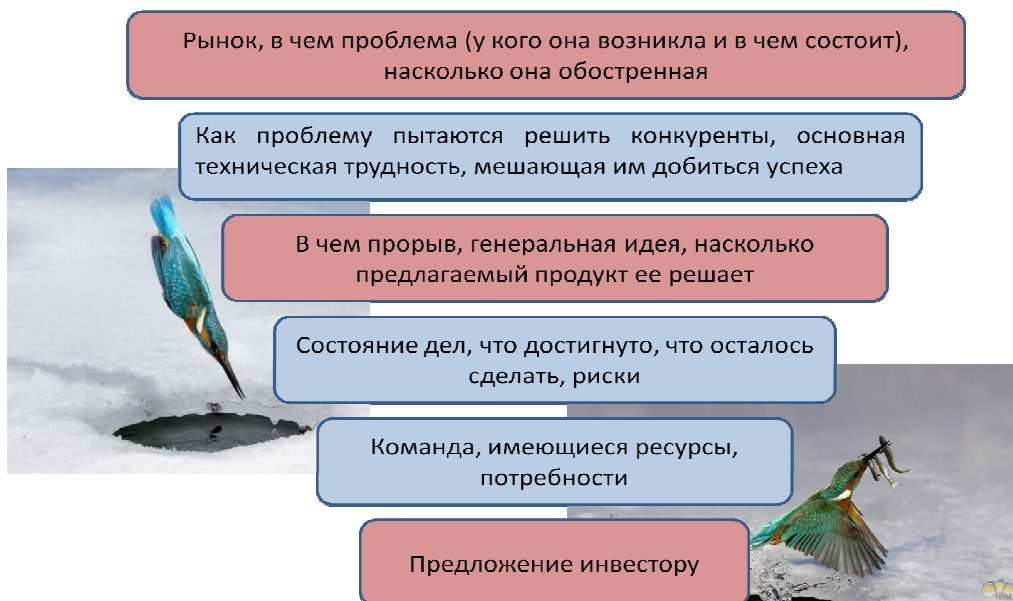 Рынок, в чем проблема (у кого она возникла и в чем состоит),
насколько она обостренная
Как проблему пытаются решить конкуренты, основная
техническая трудность, мешающая им добиться успеха
В чем прорыв, генеральная идея, насколько
предлагаемый продукт ее решает
Состояние дел, что достигнуто, что осталось
сделать, риски
Команда, имеющиеся ресурсы,
потребности
Предложение инвестору